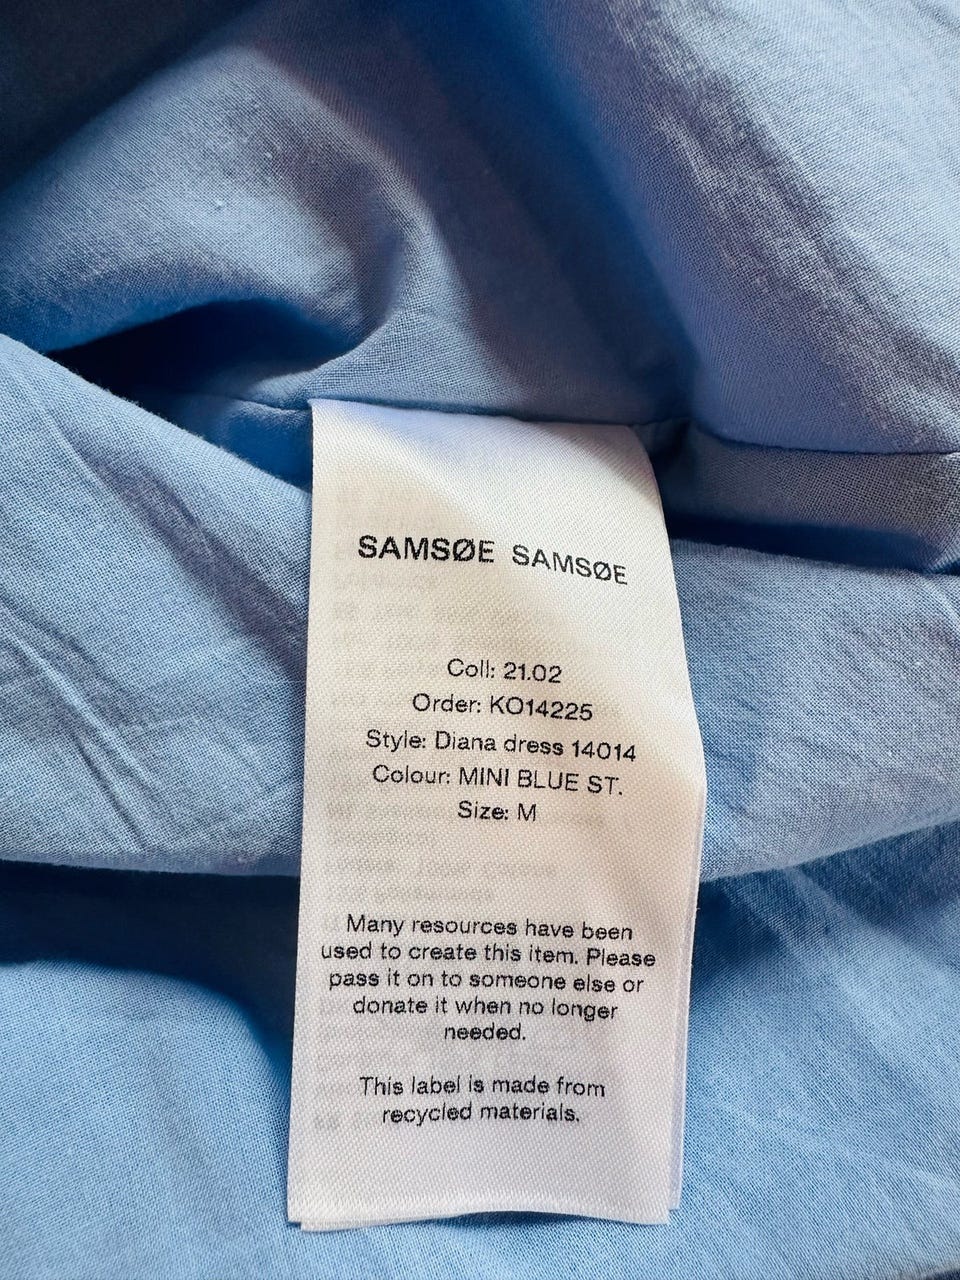 SAMSØE SAMSØE
Coll: 21.02
Order: KO14225
Style: Diana dress 14014
Colour: MINI BLUE ST.
Size: M
Many resources have been
used to create this item. Please
pass it on to someone else or
donate it when no longer
needed.
This label is made from
recycled materials.